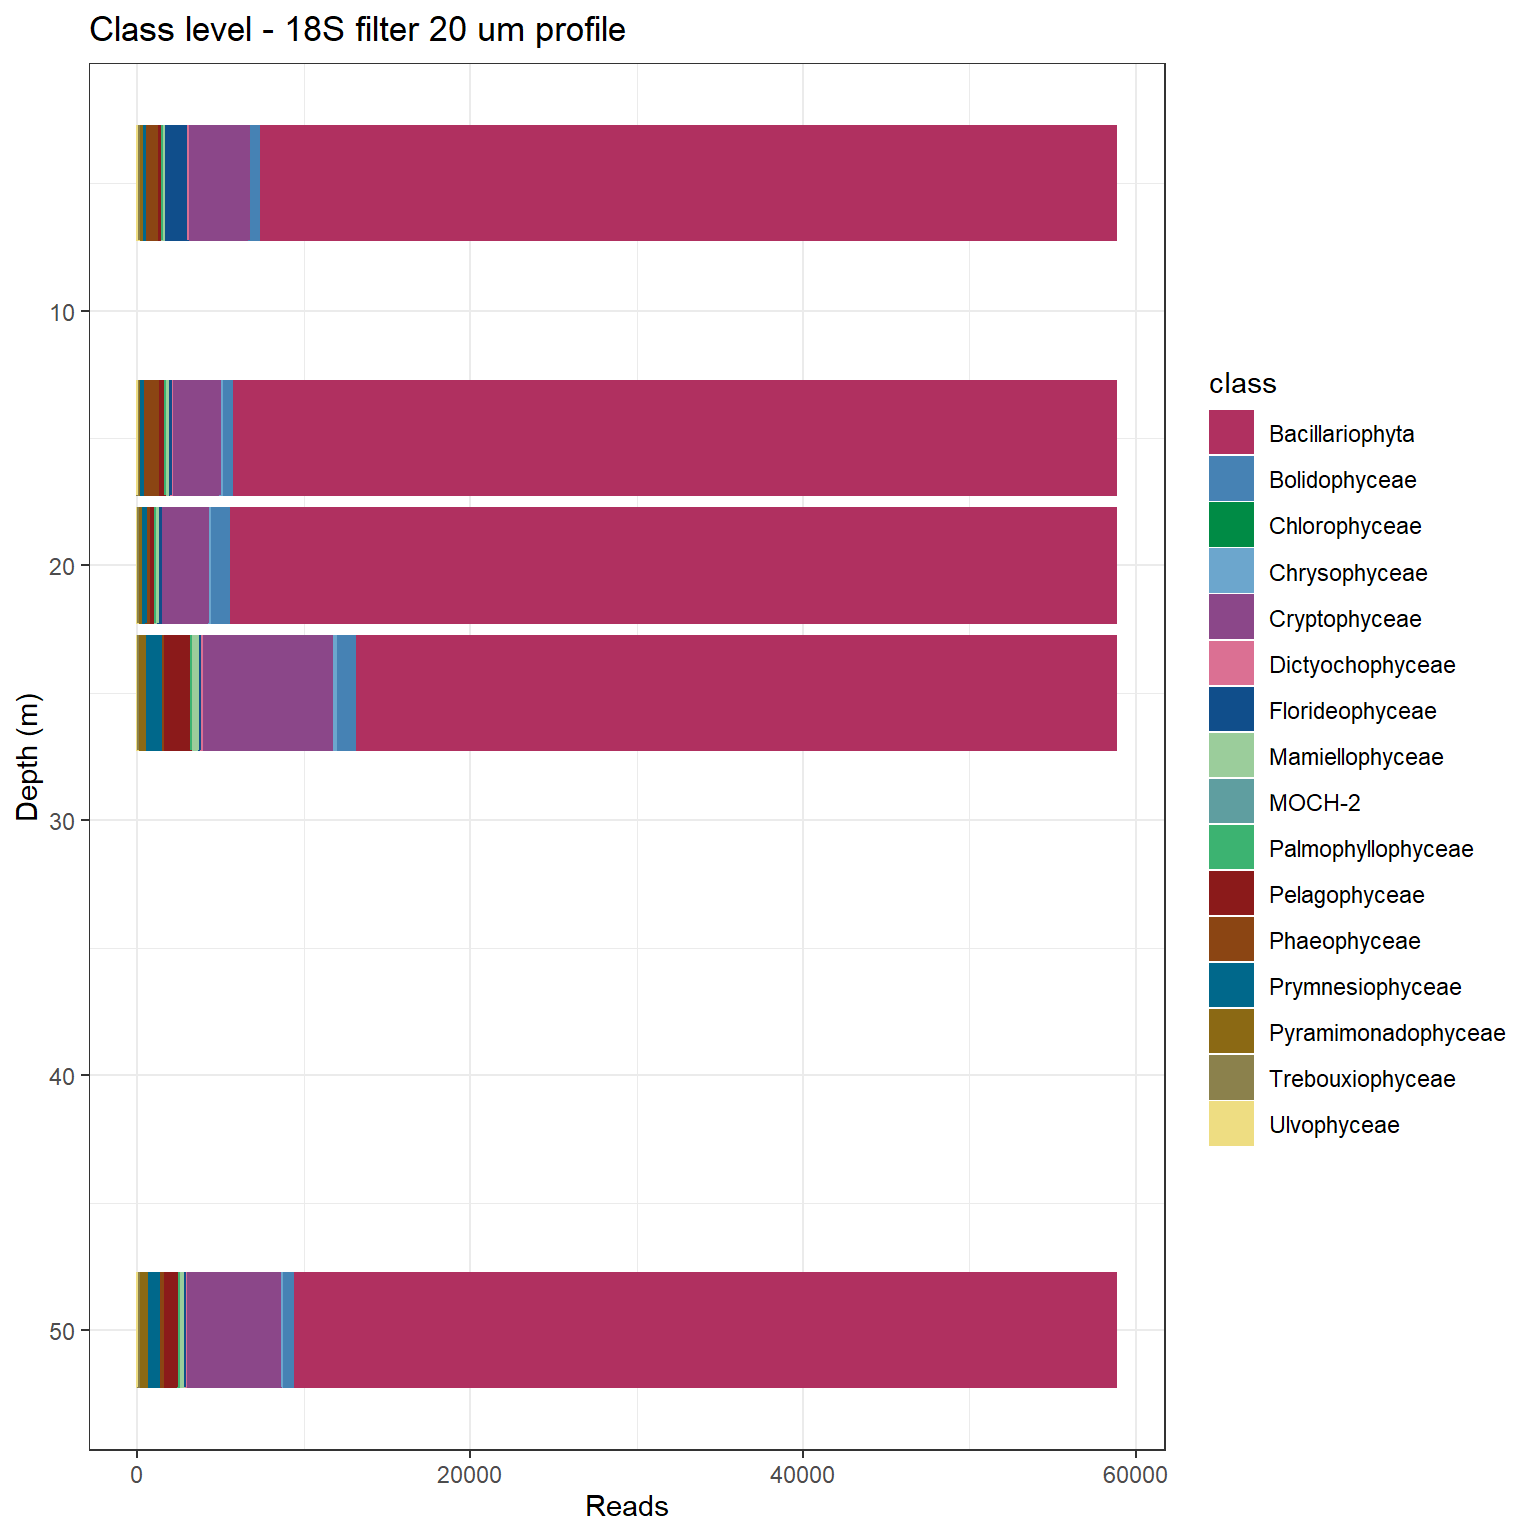 Class level - 18S filter 20 um profile
10
20
30
40
50
Depth (m)
0
20000
40000
60000
Reads
class
Bacillariophyta
Bolidophyceae
Chlorophyceae
Chrysophyceae
Cryptophyceae
Dictyochophyceae
Florideophyceae
Mamiellophyceae
MOCH-2
Palmophyllophyceae
Pelagophyceae
Phaeophyceae
Prymnesiophyceae
Pyramimonadophyceae
Trebouxiophyceae
Ulvophyceae